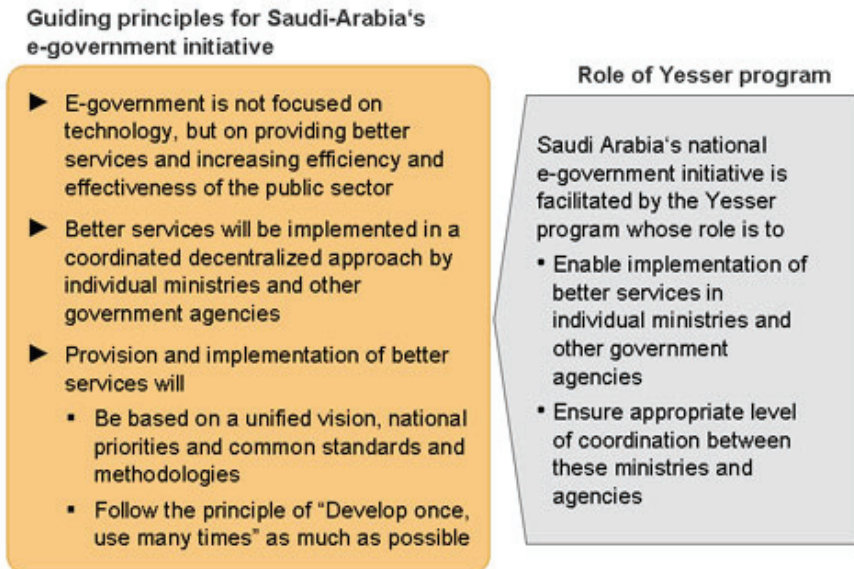 Guiding principles for Saudi-Arabia‘s
e-government initiative
► E-government is not focused on
technology, but on providing better
services and increasing efficiency and
effectiveness of the public sector
► Better services will be implemented in a
coordinated decentralized approach by
individual ministries and other
government agencies
► Provision and implementation of better
services will
▪ Be based on a unified vision, national
priorities and common standards and
methodologies
▪ Follow the principle of “Develop once,
use many times” as much as possible
Role of Yesser program
Saudi Arabia‘s national
e-government initiative is
facilitated by the Yesser
program whose role is to
• Enable implementation of
better services in
individual ministries and
other government
agencies
• Ensure appropriate level
of coordination between
these ministries and
agencies